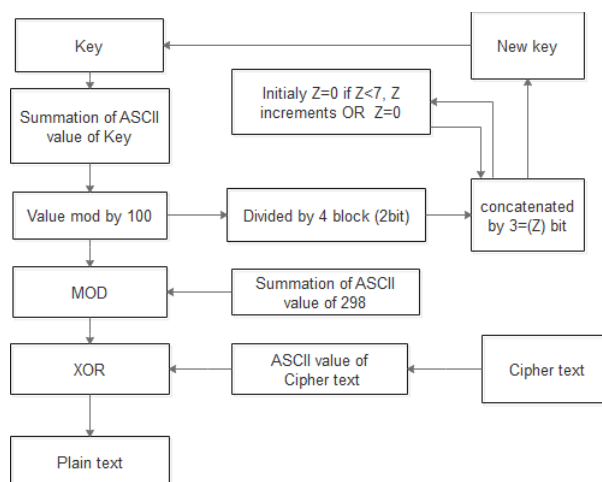 Key
New key
Initialy Z=0 if Z<7, Z
increments OR Z=0
Summation of ASCII
value of Key
Value mod by 100
Divided by 4 block (2bit)
concatenated
by 3=(Z) bit
MOD
Summation of ASCII
value of 298
XOR
ASCII value of
Cipher text
Cipher text
Plain text